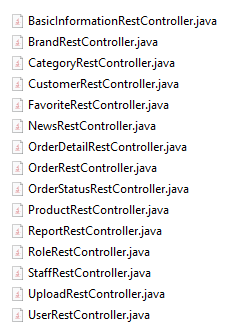 BasicInformationRestController.java
BrandRestController.java
CategoryRestController.java
CustomerRestController.java
FavoriteRestController.java
NewsRestController.java
OrderDetailRestController.java
OrderRestController.java
OrderStatusRestController.java
ProductRestController.java
ReportRestController.java
RoleRestController.java
StaffRestController.java
UploadRestController.java
UserRestController.java